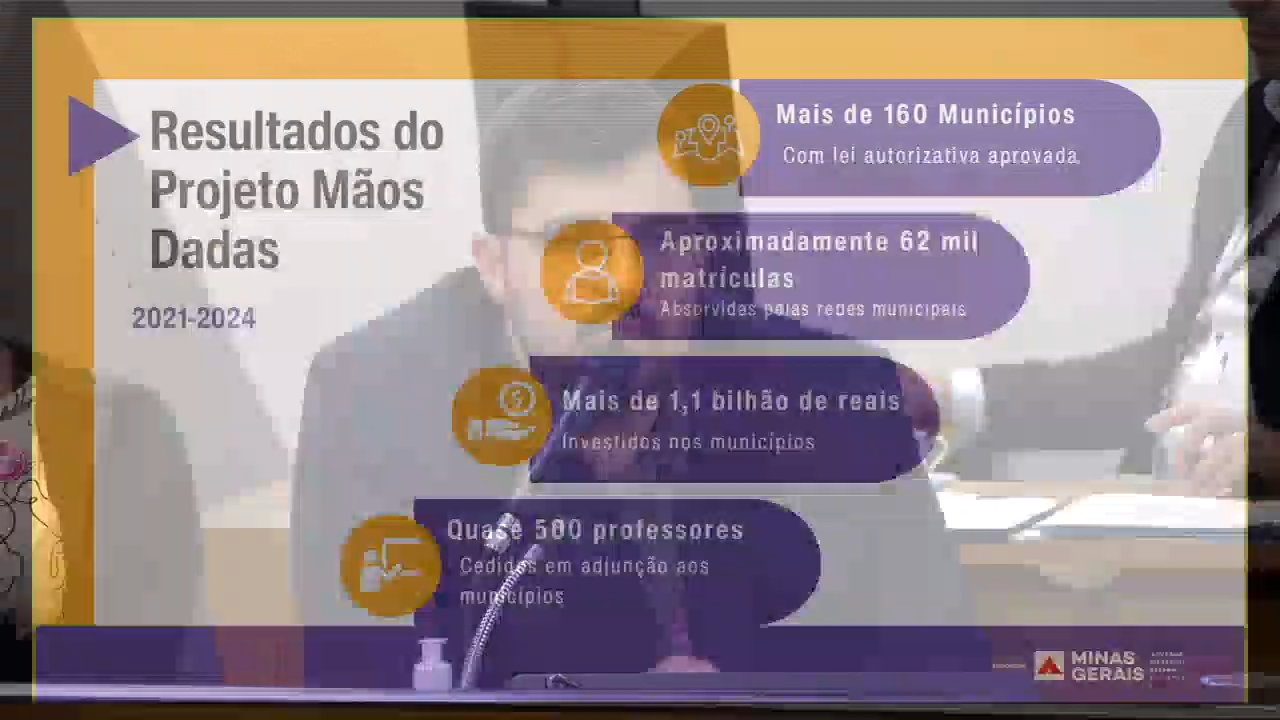 Resultados do
Projeto Mãos
Dadas
2021-2024
Mais de 160 Municípios
Com lei autorizativa aprovada
Aproximadamente 62 mil
matrículas
Absorvidas pelas redes municipais
Mais de 1,1 bilhão de reais
Investidos nos municípios
Quase 500 professores
Cedidos em adjunção aos
municípios
MINAS
GERAIS